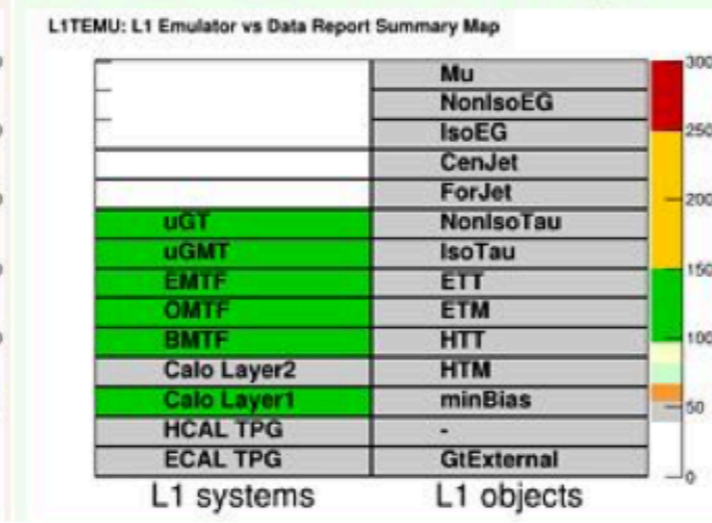 L1TEMU: L1 Emulator vs Data Report Summary Map
Mu
NonIsoEG
IsoEG
CenJet
ForJet
uGT NonIsoTau
uGMT IsoTau
EMTF ETT
OMTF ETM
BMTF HTT
Calo Layer2 HTM
Calo Layer1 minBias
HCAL TPG -
ECAL TPG GtExternal
L1 systems L1 objects
300
250
200
150
100
50
0